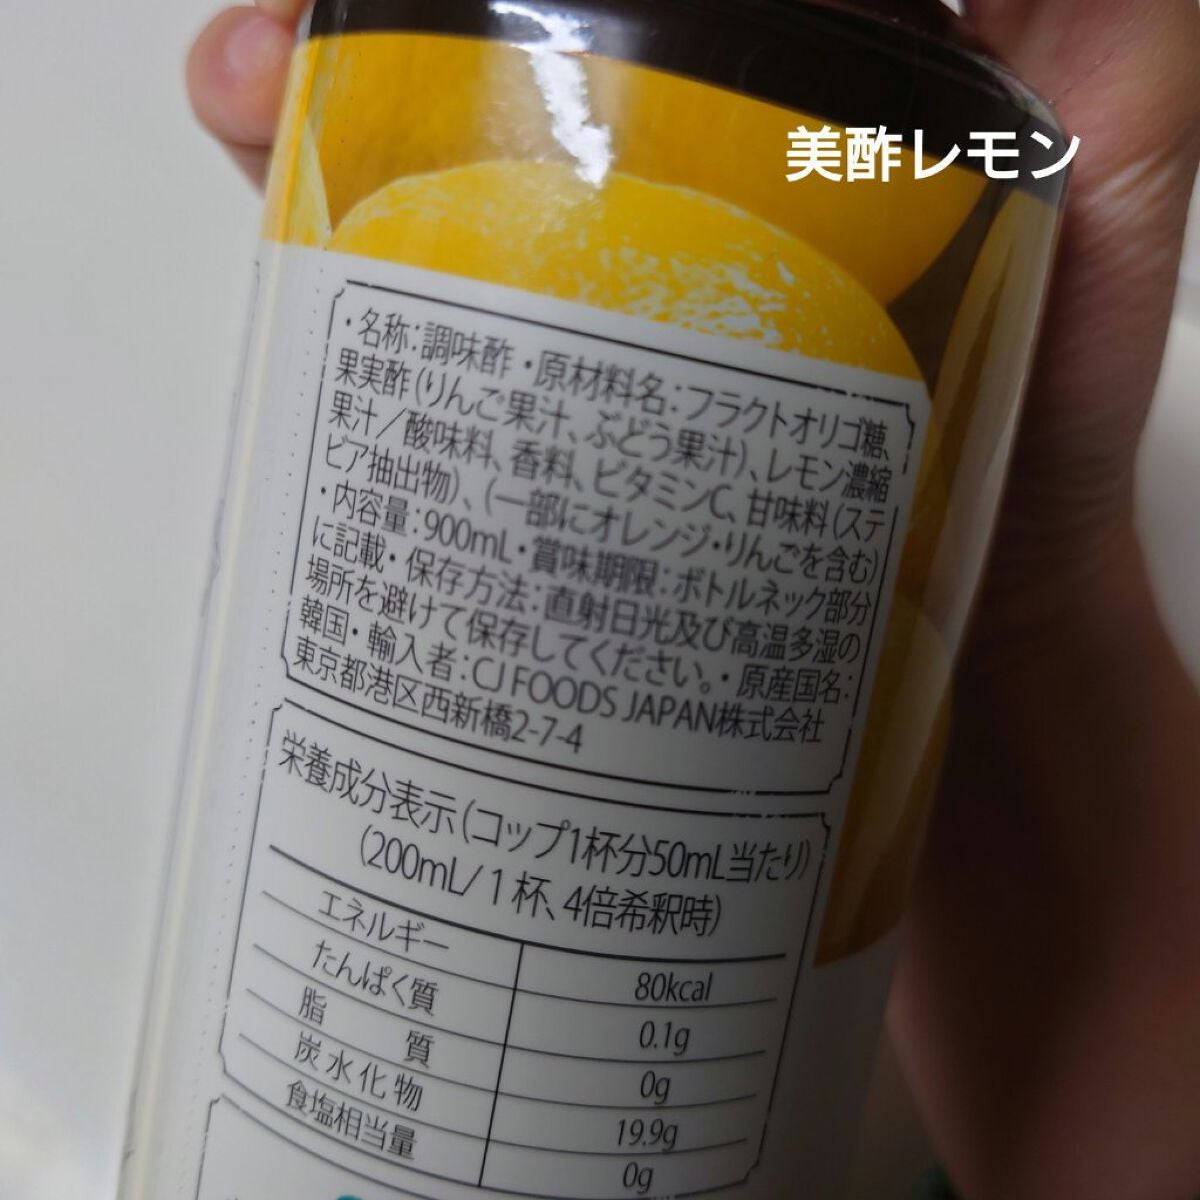 美酢レモン
・名称：調味酢・原材料名：フラクトオリゴ糖、
果実酢（りんご果汁、ぶどう果汁）、レモン濃縮
果汁／酸味料、香料、ビタミンC、甘味料（ステ
ビア抽出物）、（一部にオレンジ・りんごを含む）
・内容量：900mL・賞味期限：ボトルネック部分
に記載・保存方法：直射日光及び高温多湿の
場所を避けて保存してください。・原産国名：
韓国・輸入者：CJ FOODS JAPAN株式会社
東京都港区西新橋2-7-4
栄養成分表示（コップ1杯分50mL当たり）
（200mL/１杯、4倍希釈時）
エネルギー 80kcal
たんぱく質 0.1g
脂質 0g
炭水化物 19.9g
食塩相当量 0g